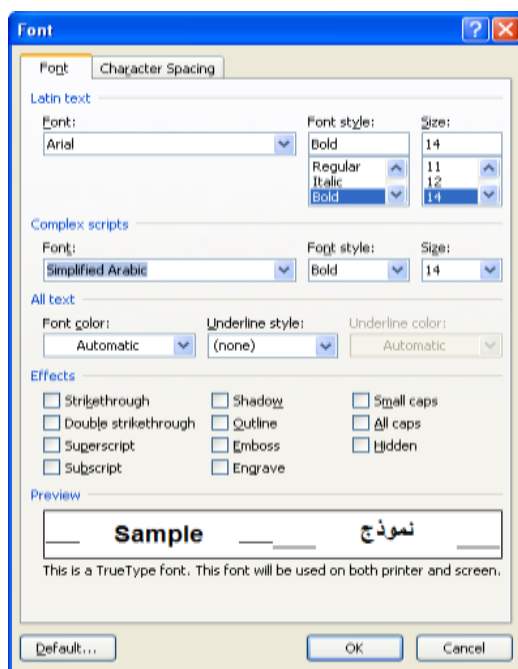 Font
Font Character Spacing
Latin text
Font: Font style: Size:
Arial Bold 14
Regular 11
Italic 12
Bold 14
Complex scripts
Font: Font style: Size:
Simplified Arabic Bold 14
All text
Font color: Underline style: Underline color:
Automatic (none) Automatic
Effects
Strikethrough Shadow Small caps
Double strikethrough Outline All caps
Superscript Emboss Hidden
Subscript Engrave
Preview
Sample نموذج
This is a TrueType font. This font will be used on both printer and screen.
Default... OK Cancel